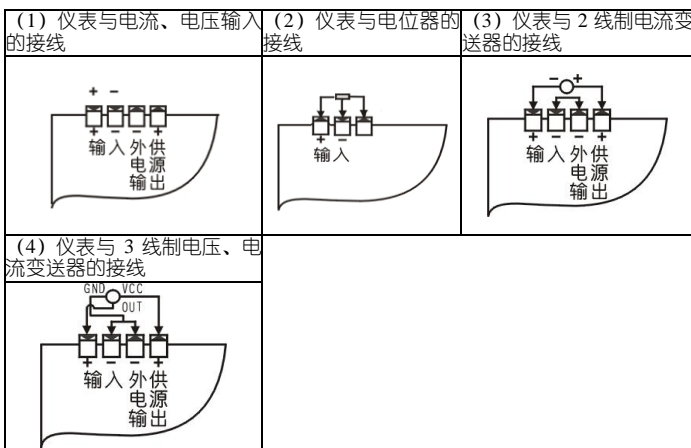 (1) 仪表与电流、电压输入
的接线
(2) 仪表与电位器的
接线
(3) 仪表与 2 线制电流变
送器的接线
+ −
+ − − +
输入 外供
电源
输出
+ −
输入
− +
+ − − +
输入 外供
电源
输出
(4) 仪表与 3 线制电压、电
流变送器的接线
GND VCC
OUT
+ − − +
输入 外供
电源
输出